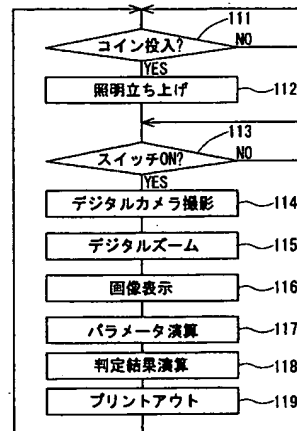 111
コイン投入?
NO
YES
照明立ち上げ
112
113
スイッチON?
NO
YES
デジタルカメラ撮影
114
デジタルズーム
115
画像表示
116
パラメータ演算
117
判定結果演算
118
プリントアウト
119